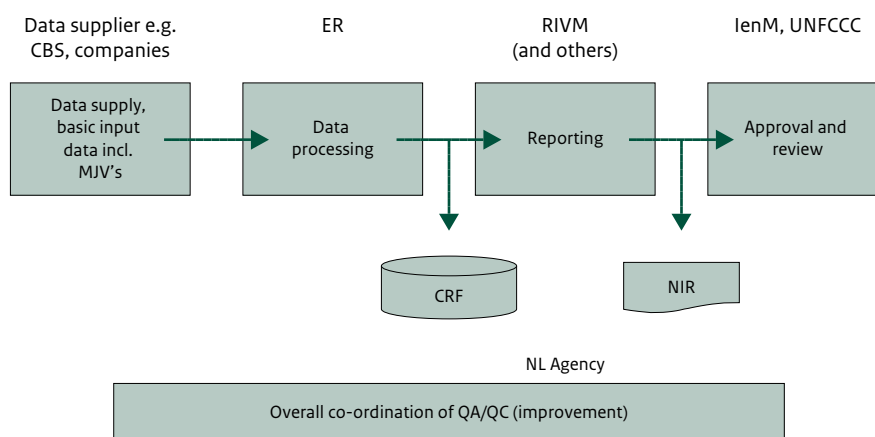 Data supplier e.g.
CBS, companies
ER
RIVM
(and others)
IenM, UNFCCC
Data supply,
basic input
data incl.
MJV's
Data
processing
Reporting
Approval and
review
CRF
NIR
NL Agency
Overall co-ordination of QA/QC (improvement)